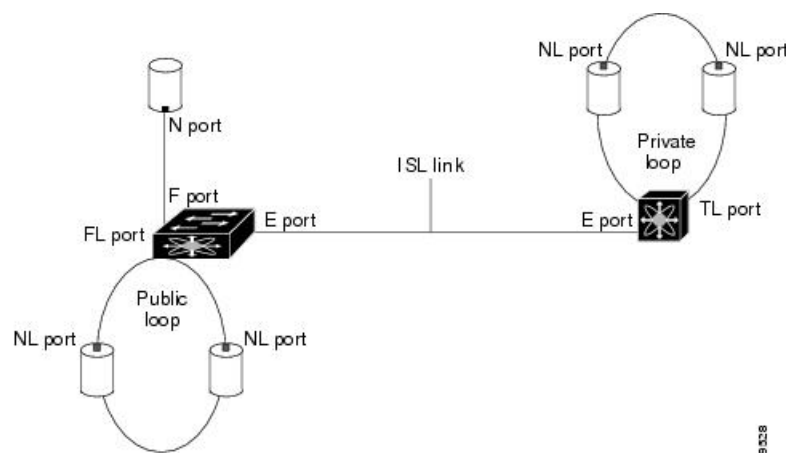 NL port
NL port
N port
Private
loop
ISL link
F port
TL port
FL port
E port
E port
Public
loop
NL port
NL port
9528